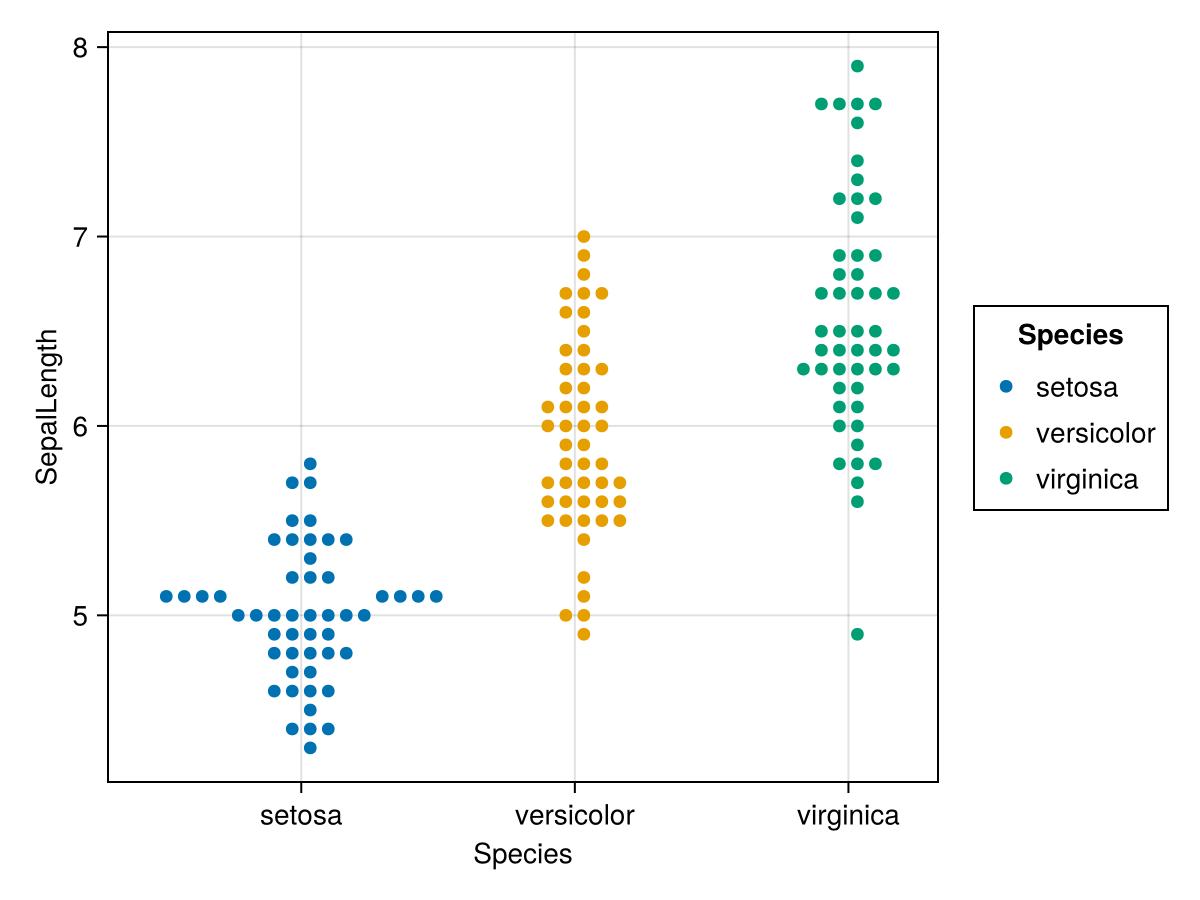 8
7
6
5
SepalLength
setosa
versicolor
virginica
Species
Species
setosa
versicolor
virginica